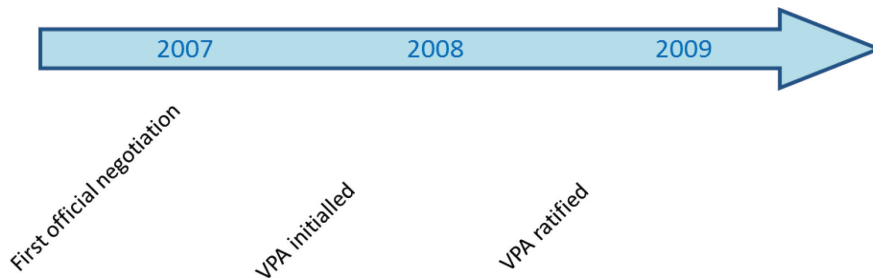 2007 2008 2009
First official negotiation
VPA initialled
VPA ratified